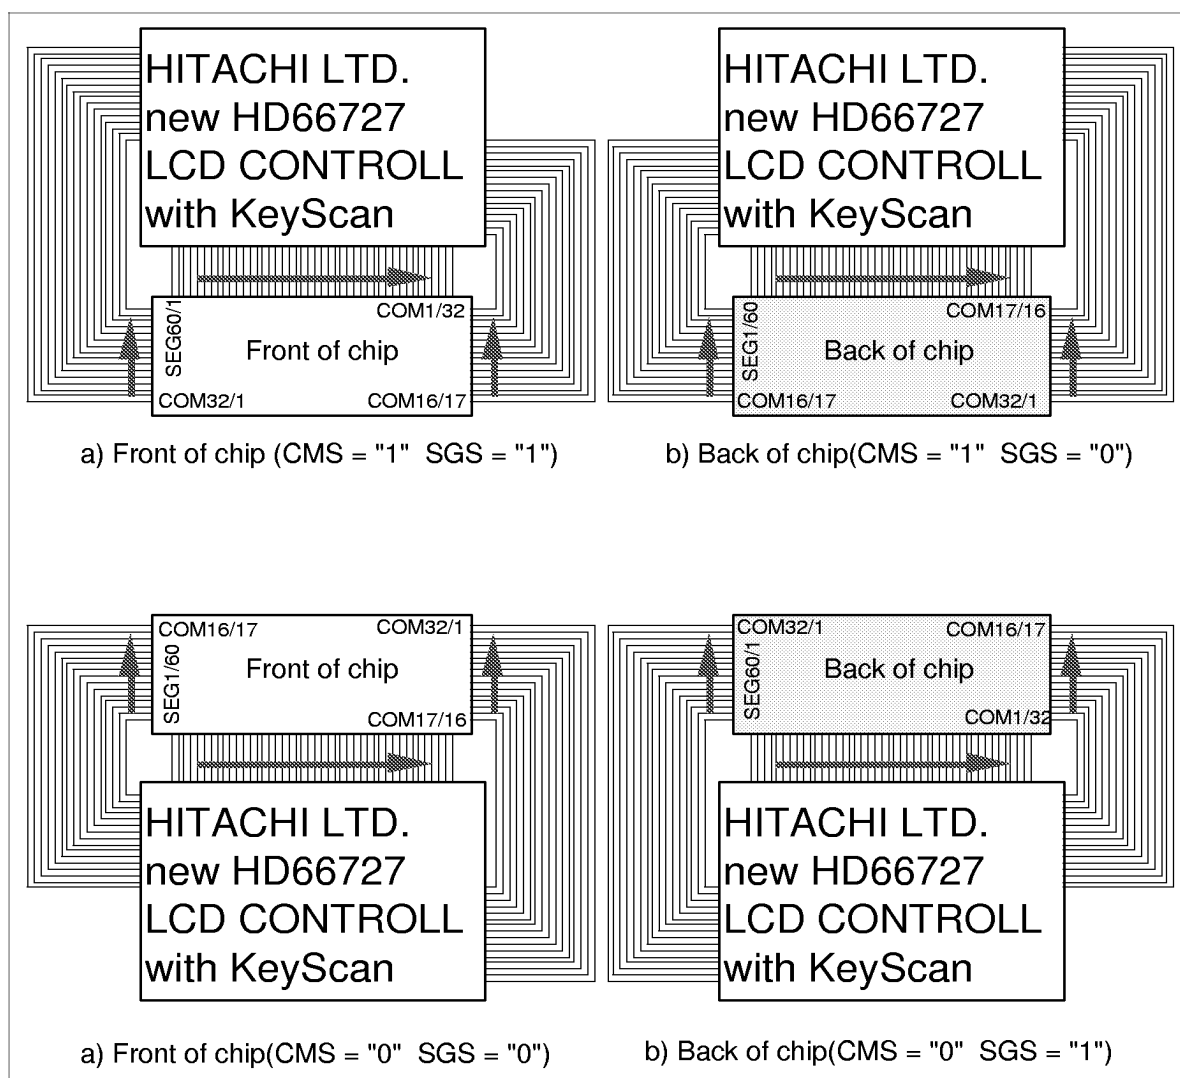 HITACHI LTD.
new HD66727
LCD CONTROLL
with KeyScan
SEG60/1
COM1/32
Front of chip
COM32/1
COM16/17
a) Front of chip (CMS = "1" SGS = "1")
HITACHI LTD.
new HD66727
LCD CONTROLL
with KeyScan
SEG1/60
COM17/16
Back of chip
COM16/17
COM32/1
b) Back of chip(CMS = "1" SGS = "0")
COM16/17
COM32/1
SEG1/60
Front of chip
COM17/16
HITACHI LTD.
new HD66727
LCD CONTROLL
with KeyScan
a) Front of chip(CMS = "0" SGS = "0")
COM32/1
COM16/17
SEG60/1
Back of chip
COM1/32
HITACHI LTD.
new HD66727
LCD CONTROLL
with KeyScan
b) Back of chip(CMS = "0" SGS = "1")